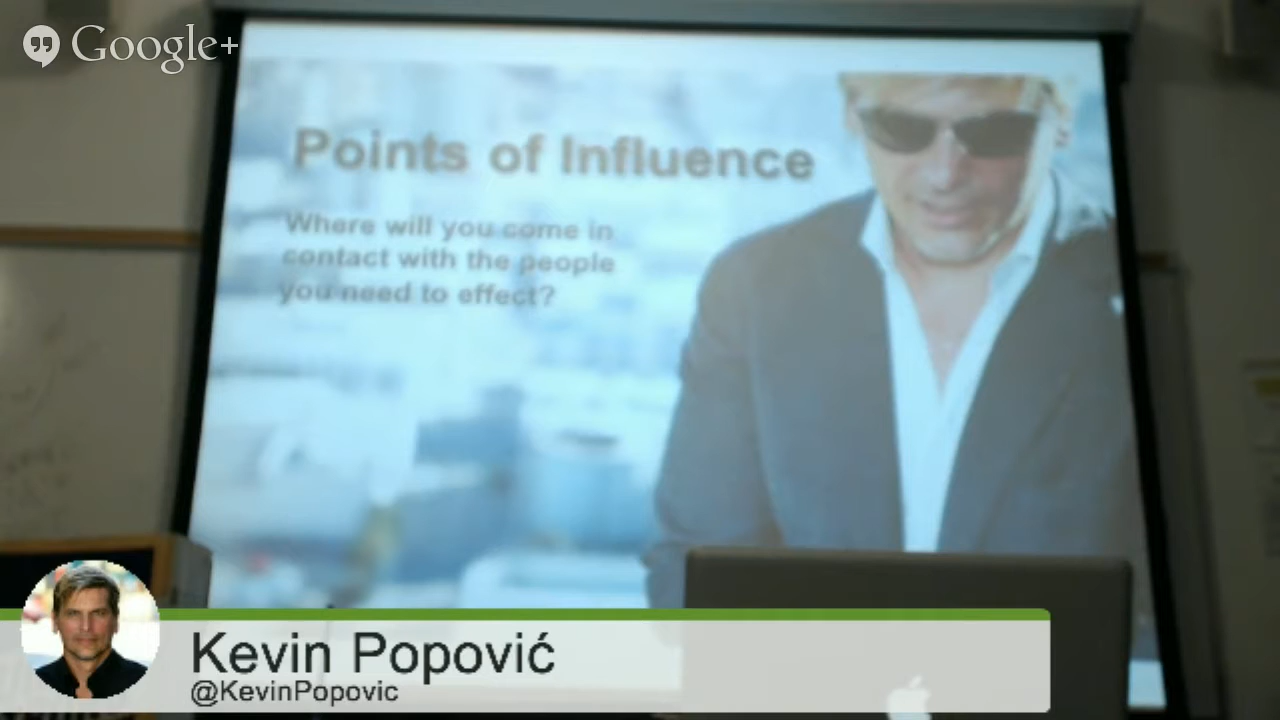 Google+
Points of Influence
Where will you come in
contact with the people
you need to effect?
Kevin Popović
@KevinPopovic